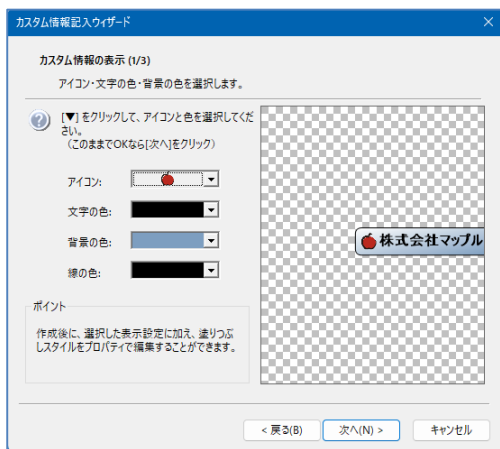 カスタム情報記入ウィザード
カスタム情報の表示 (1/3)
アイコン・文字の色・背景の色を選択します。
[▼] をクリックして、アイコンと色を選択してくだ
さい。
(このままでOKなら[次へ]をクリック)
アイコン:
文字の色:
背景の色:
線の色:
株式会社マップル
ポイント
作成後に、選択した表示設定に加え、塗りつぶ
しスタイルをプロパティで編集することができます。
< 戻る(B)
次へ(N) >
キャンセル